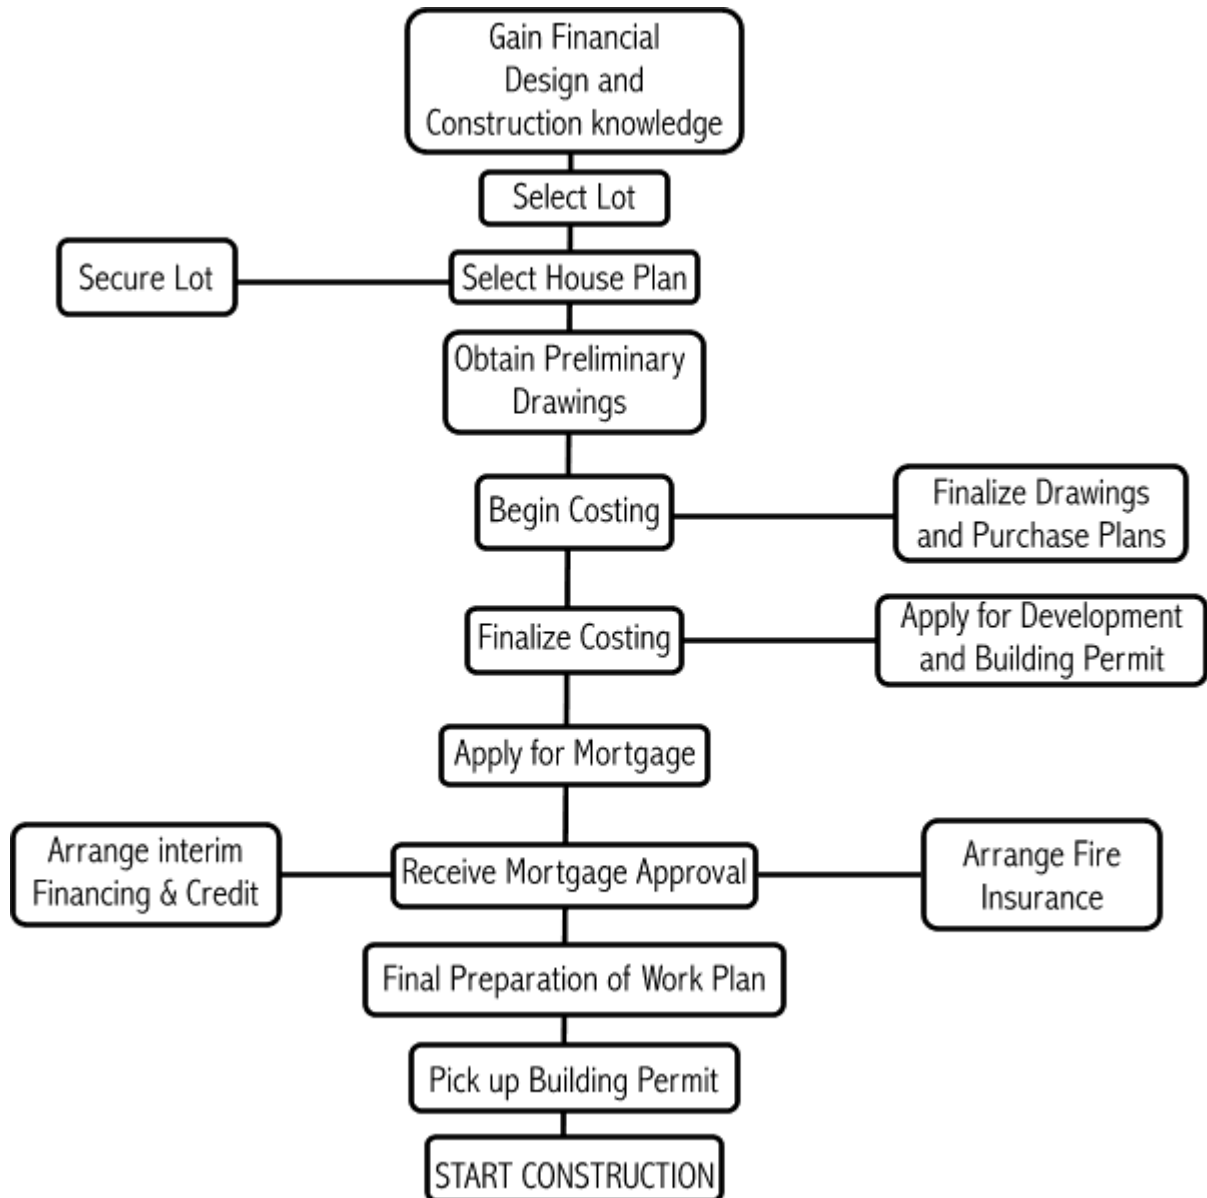 Gain Financial
Design and
Construction knowledge
Select Lot
Secure Lot
Select House Plan
Obtain Preliminary
Drawings
Begin Costing
Finalize Drawings
and Purchase Plans
Finalize Costing
Apply for Development
and Building Permit
Apply for Mortgage
Arrange interim
Financing & Credit
Receive Mortgage Approval
Arrange Fire
Insurance
Final Preparation of Work Plan
Pick up Building Permit
START CONSTRUCTION